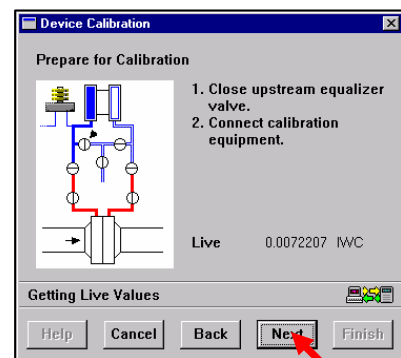 Device Calibration
Prepare for Calibration
1. Close upstream equalizer
valve.
2. Connect calibration
equipment.
Live 0.0072207 IWC
Getting Live Values
Help Cancel Back Next Finish